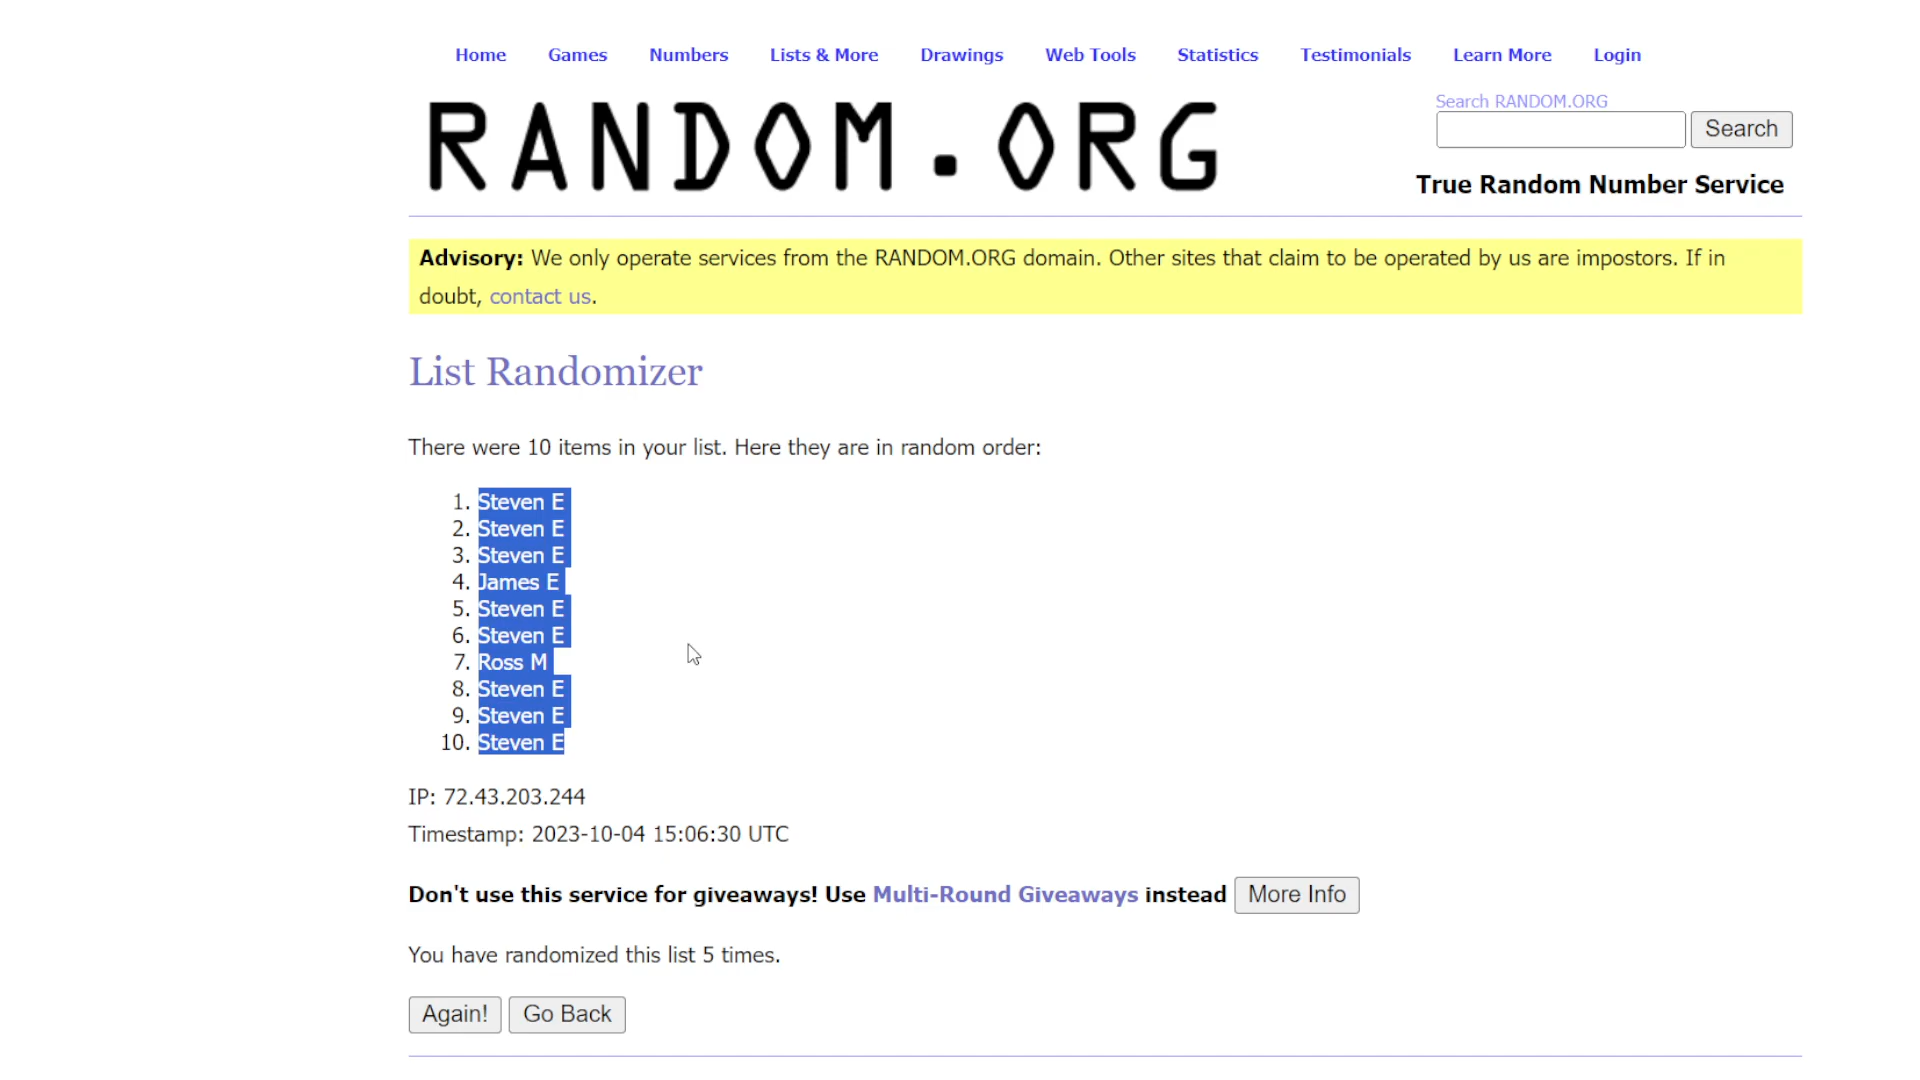 Home Games Numbers Lists & More Drawings Web Tools Statistics Testimonials Learn More Login
RANDOM.ORG
Search RANDOM.ORG
Search
True Random Number Service
Advisory: We only operate services from the RANDOM.ORG domain. Other sites that claim to be operated by us are impostors. If in
doubt, contact us.
List Randomizer
There were 10 items in your list. Here they are in random order:
1. Steven E
2. Steven E
3. Steven E
4. James E
5. Steven E
6. Steven E
7. Ross M
8. Steven E
9. Steven E
10. Steven E
IP: 72.43.203.244
Timestamp: 2023-10-04 15:06:30 UTC
Don't use this service for giveaways! Use Multi-Round Giveaways instead More Info
You have randomized this list 5 times.
Again! Go Back